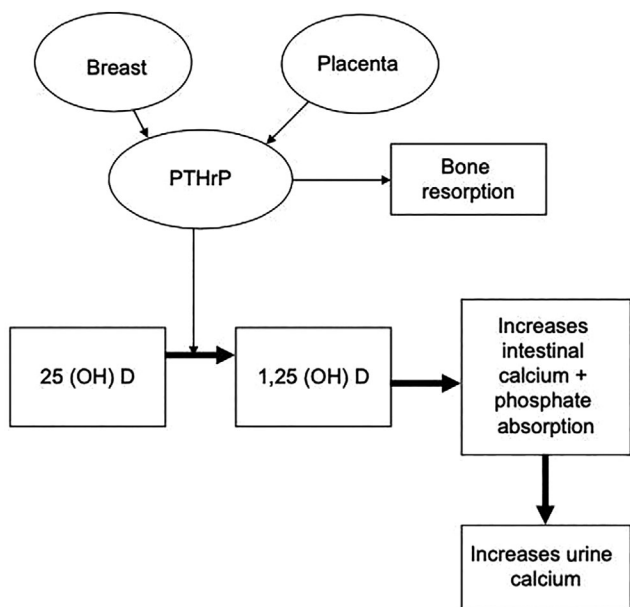 Breast
Placenta
PTHrP
Bone
resorption
25 (OH) D
1,25 (OH) D
Increases
intestinal
calcium +
phosphate
absorption
Increases urine
calcium